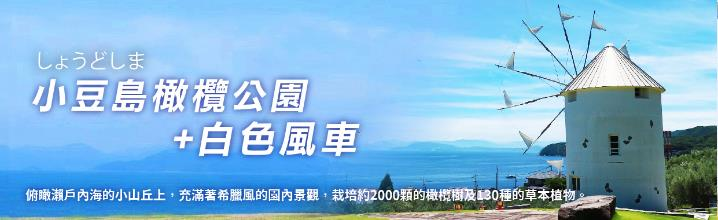 しょうどしま
小豆島橄欖公園
+白色風車
俯瞰瀨戶內海的小山丘上，充滿著希臘風的園內景觀，栽培約2000顆的橄欖樹及130種的草本植物。